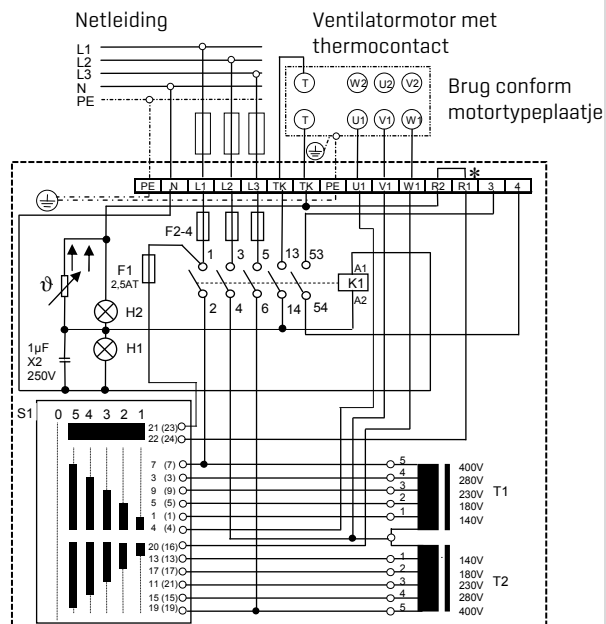 Netleiding
Ventilatormotor met
thermocontact
L1
L2
L3
N
PE
T W2 U2 V2
T U1 V1 W1
Brug conform
motortypeplaatje
*
PE N L1 L2 L3 TK TK PE U1 V1 W1 R2 R1 3 4
F2-4
1 3 5 13 53
F1
2,5AT
A1
K1
A2
ϑ
2 4 6 14 54
H2
H1
1µF
X2
250V
S1
0 5 4 3 2 1
21 (23)
22 (24)
7 (7) 5 400V
3 (3) 4 280V
9 (9) 3 230V
5 (5) 2 180V
1 (1) 1 140V
T1
4 (4)
20 (16)
13 (13) 1 140V
17 (17) 2 180V
11 (21) 3 230V
15 (15) 4 280V
19 (19) 5 400V
T2